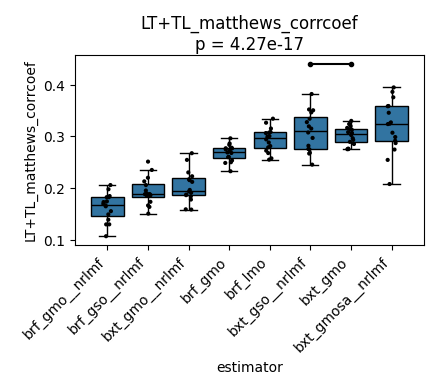 LT+TL_matthews_corrcoef
p = 4.27e-17
LT+TL_matthews_corrcoef
0.4
0.3
0.2
0.1
brf_gmo__nrlmf
brf_gso__nrlmf
bxt_gmo__nrlmf
brf_gmo
brf_lmo
bxt_gso__nrlmf
bxt_gmo
bxt_gmosa__nrlmf
estimator